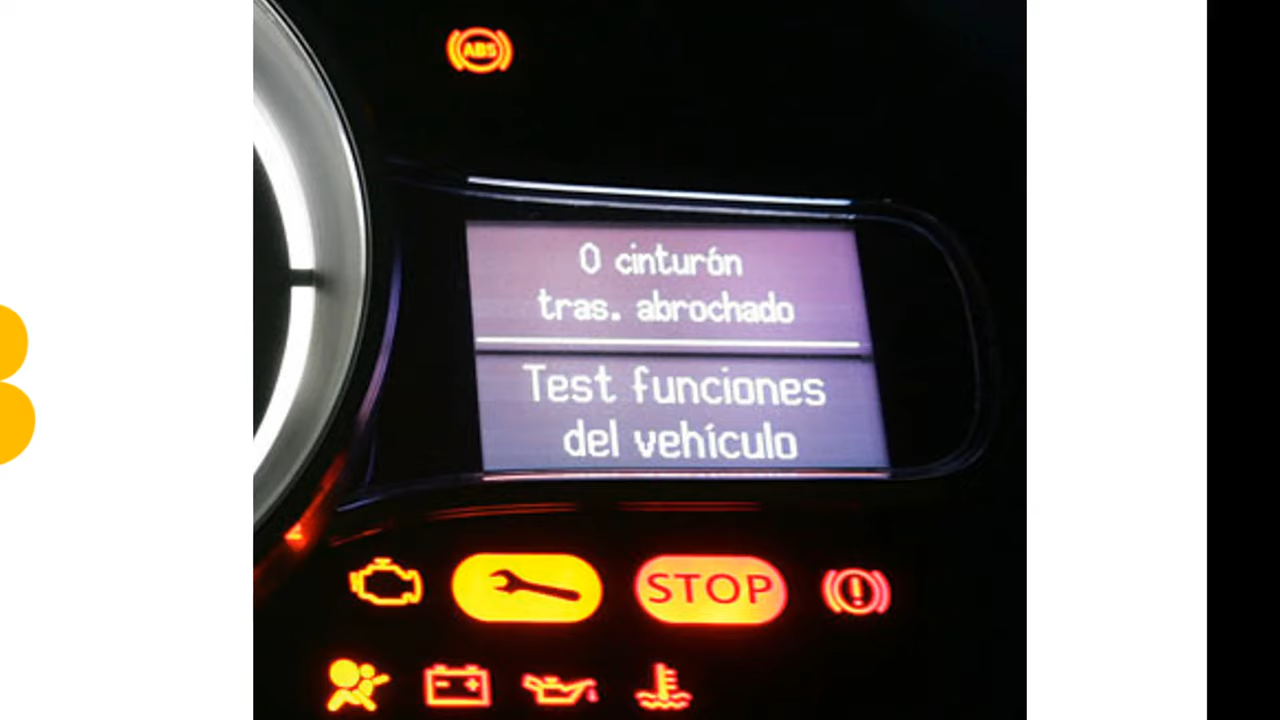 ABS
0 cinturón
tras. abrochado
Test funciones
del vehículo
STOP